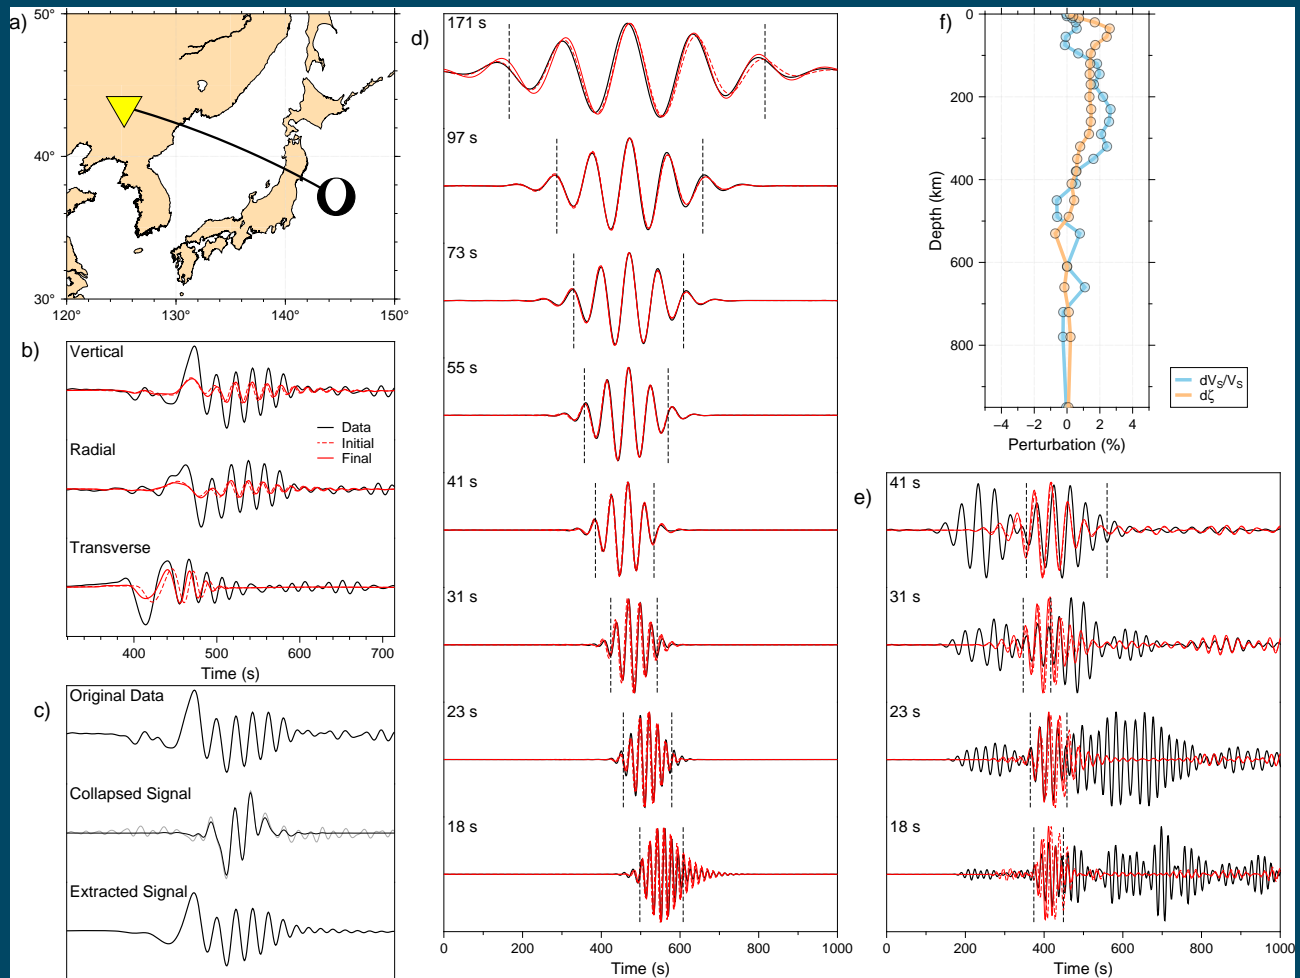 a)
50°
40°
30°
120°
130°
140°
150°
b)
Vertical
Data
Initial
Final
Radial
Transverse
400
500
600
700
Time (s)
c)
Original Data
Collapsed Signal
Extracted Signal
d)
171 s
97 s
73 s
55 s
41 s
31 s
23 s
18 s
0
200
400
600
800
1000
Time (s)
f)
0
200
400
600
800
Depth (km)
−4
−2
0
2
4
Perturbation (%)
dVS/VS
dζ
e)
41 s
31 s
23 s
18 s
0
200
400
600
800
1000
Time (s)